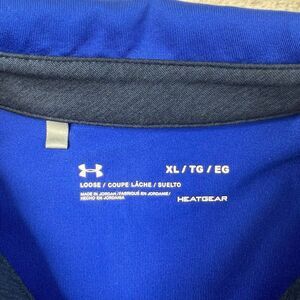 XL / TG / EG
LOOSE / COUPE LÂCHE / SUELTO
MADE IN JORDAN / FABRIQUÉ EN JORDANIE/
HECHO EN JORDANIA
HEATGEAR